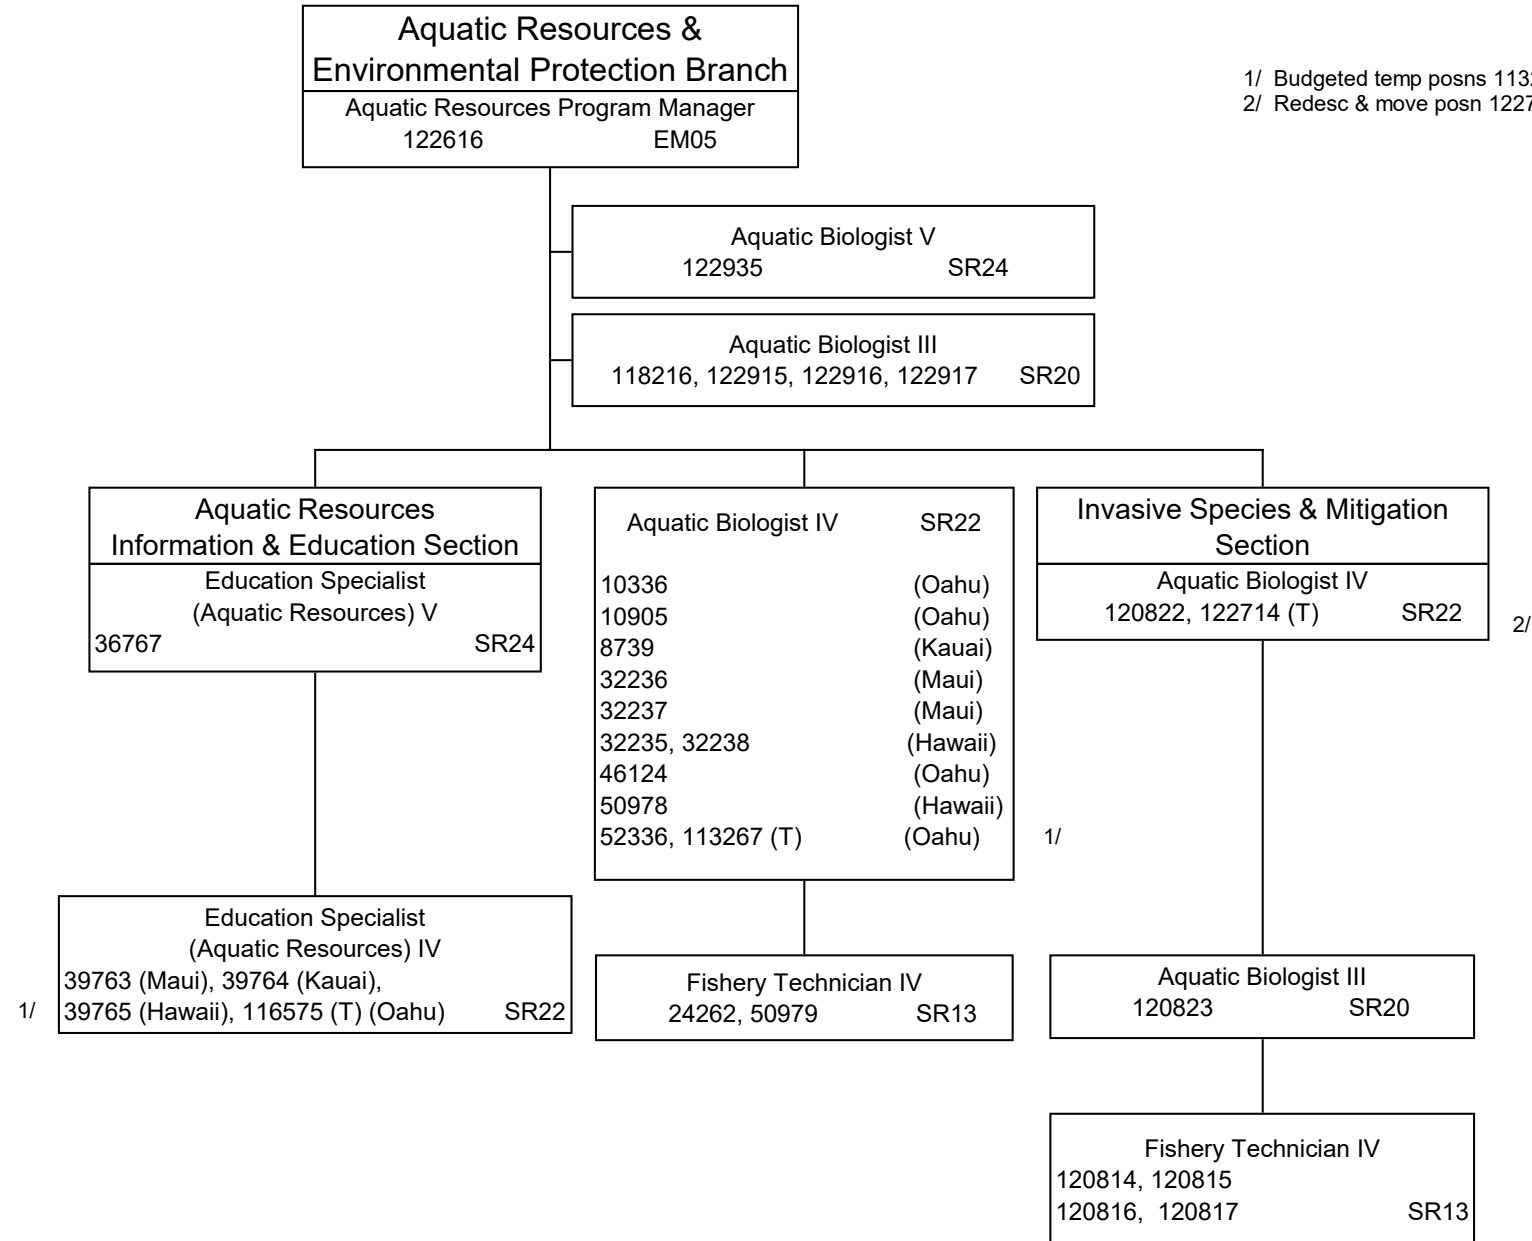 Aquatic Resources &
Environmental Protection Branch
Aquatic Resources Program Manager
122616 EM05
1/ Budgeted temp posns
2/ Redesc & move posn
Aquatic Biologist V
122935 SR24
Aquatic Biologist III
118216, 122915, 122916, 122917 SR20
Aquatic Resources
Information & Education Section
Education Specialist
(Aquatic Resources) V
36767 SR24
Aquatic Biologist IV SR22
10336 (Oahu)
10905 (Oahu)
8739 (Kauai)
32236 (Maui)
32237 (Maui)
32235, 32238 (Hawaii)
46124 (Oahu)
50978 (Hawaii)
52336, 113267 (T) (Oahu) 1/
Invasive Species & Mitigation
Section
Aquatic Biologist IV
120822, 122714 (T) SR22 2/
Education Specialist
(Aquatic Resources) IV
39763 (Maui), 39764 (Kauai),
1/ 39765 (Hawaii), 116575 (T) (Oahu) SR22
Fishery Technician IV
24262, 50979 SR13
Aquatic Biologist III
120823 SR20
Fishery Technician IV
120814, 120815
120816, 120817 SR13